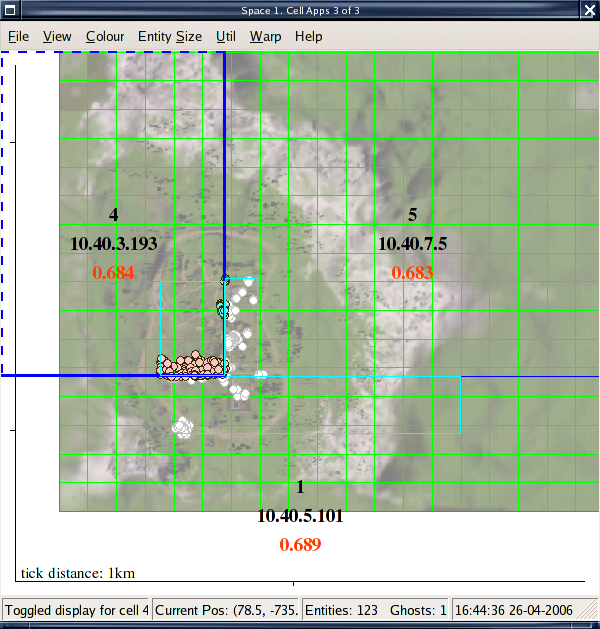 Space 1. Cell Apps 3 of 3
File View Colour Entity Size Util Warp Help
4
10.40.3.193
0.684
5
10.40.7.5
0.683
1
10.40.5.101
0.689
tick distance: 1km
Toggled display for cell 4
Current Pos: (78.5, -735.
Entities: 123 Ghosts: 1
16:44:36 26-04-2006